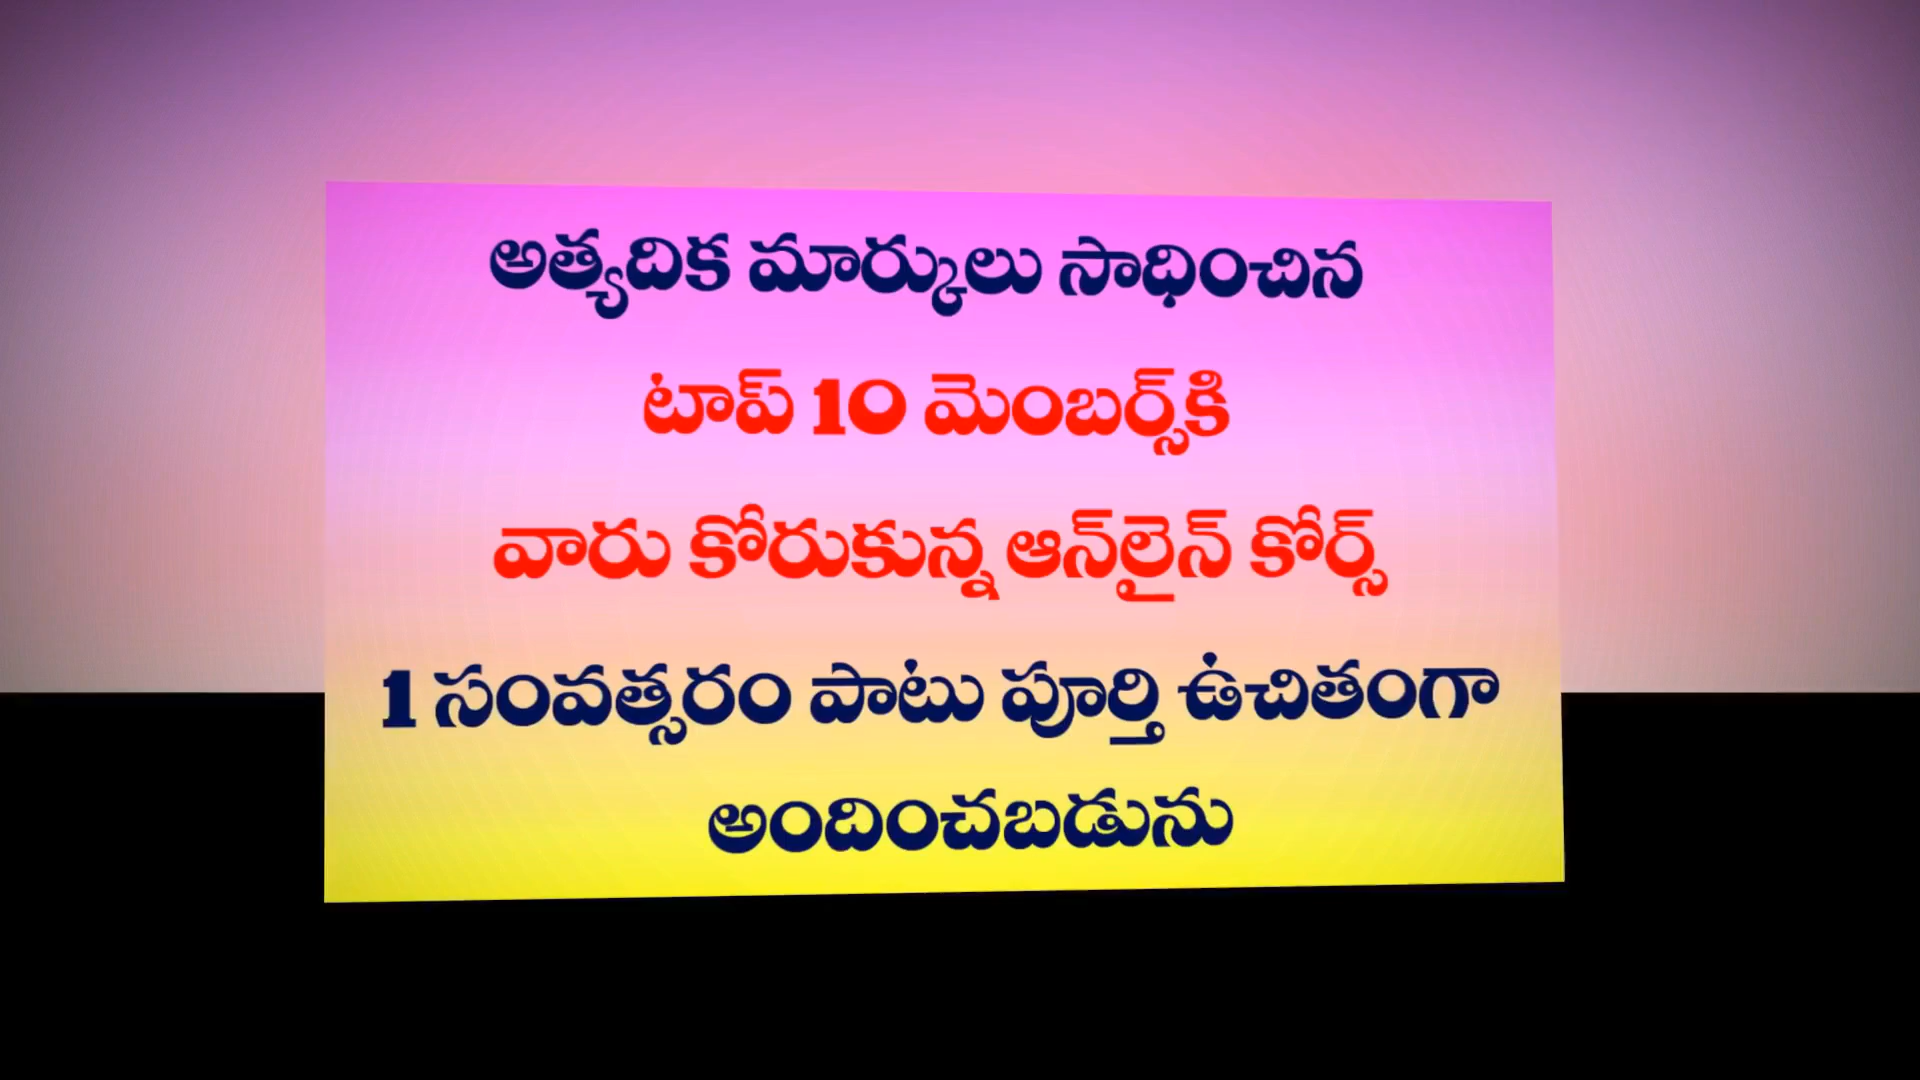 అత్యదిక మార్కులు సాధించిన
టాప్ 10 మెంబర్స్‌కి
వారు కోరుకున్న ఆన్‌లైన్ కోర్స్
1 సంవత్సరం పాటు పూర్తి ఉచితంగా
అందించబడును